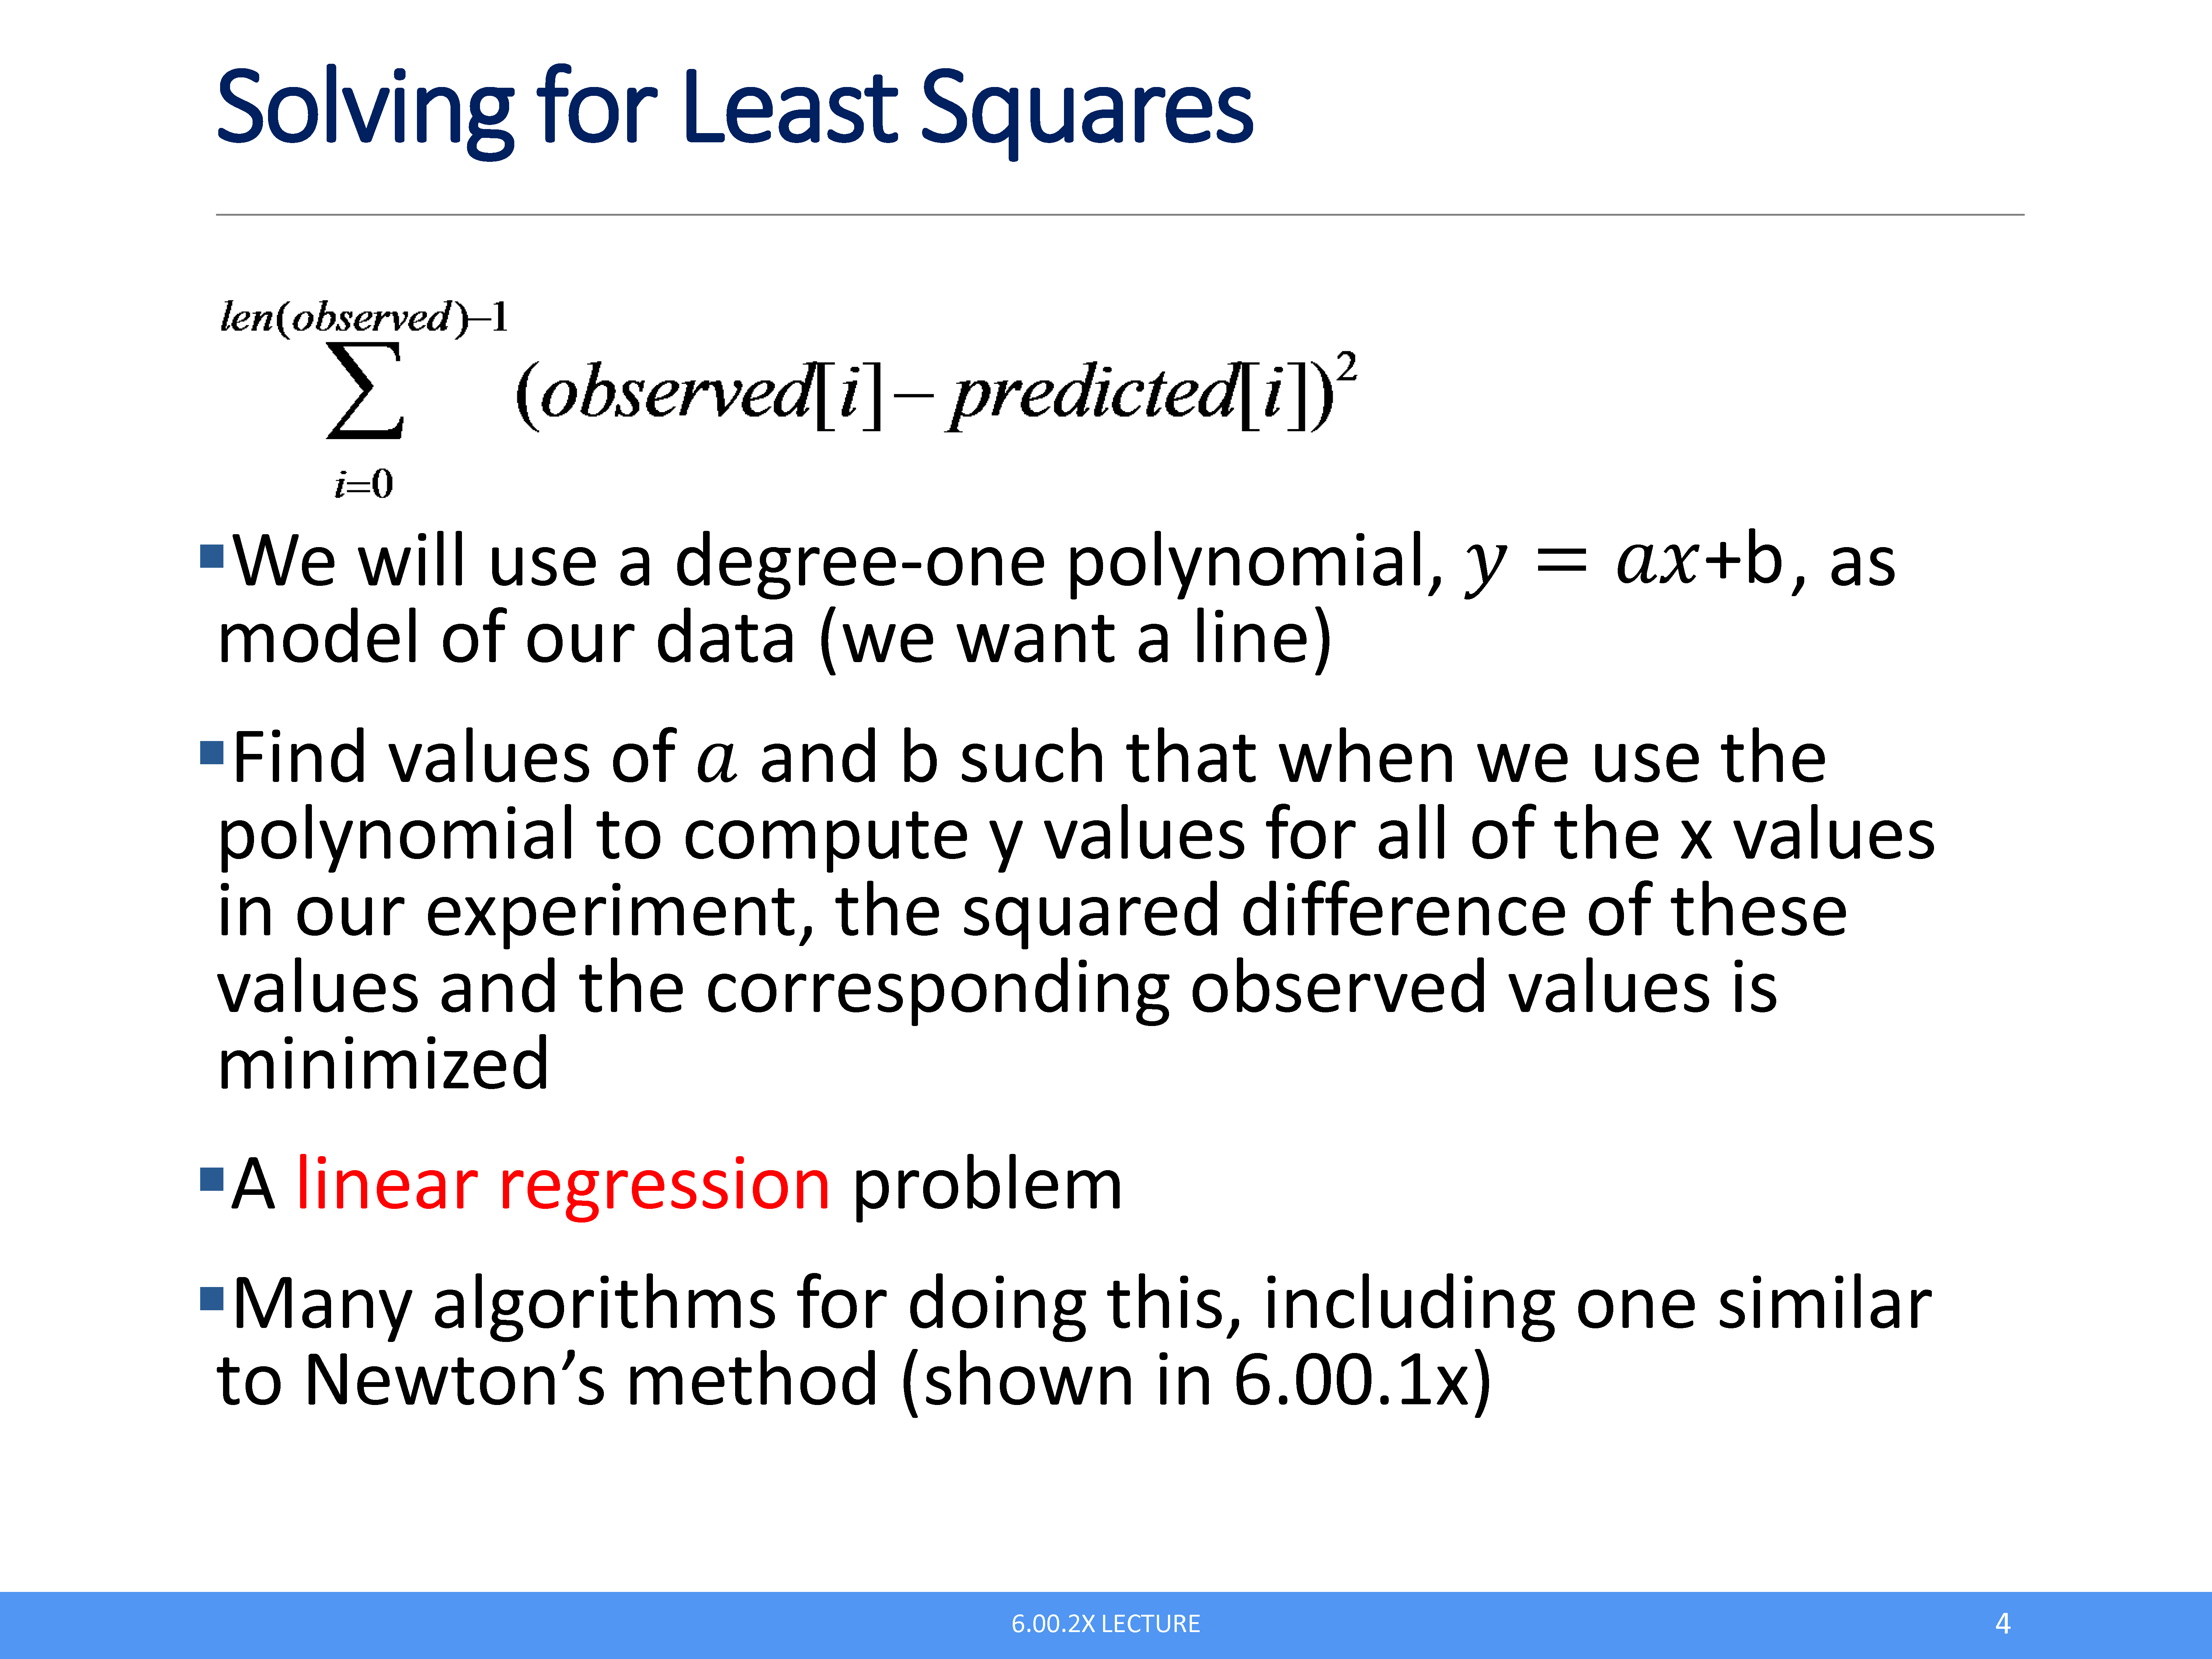 Solving for Least Squares
len(observed)−1
∑ (observed[i]− predicted[i])²
i=0
▪We will use a degree-one polynomial, y = ax+b, as
model of our data (we want a line)
▪Find values of a and b such that when we use the
polynomial to compute y values for all of the x values
in our experiment, the squared difference of these
values and the corresponding observed values is
minimized
▪A linear regression problem
▪Many algorithms for doing this, including one similar
to Newton’s method (shown in 6.00.1x)
6.00.2X LECTURE
4